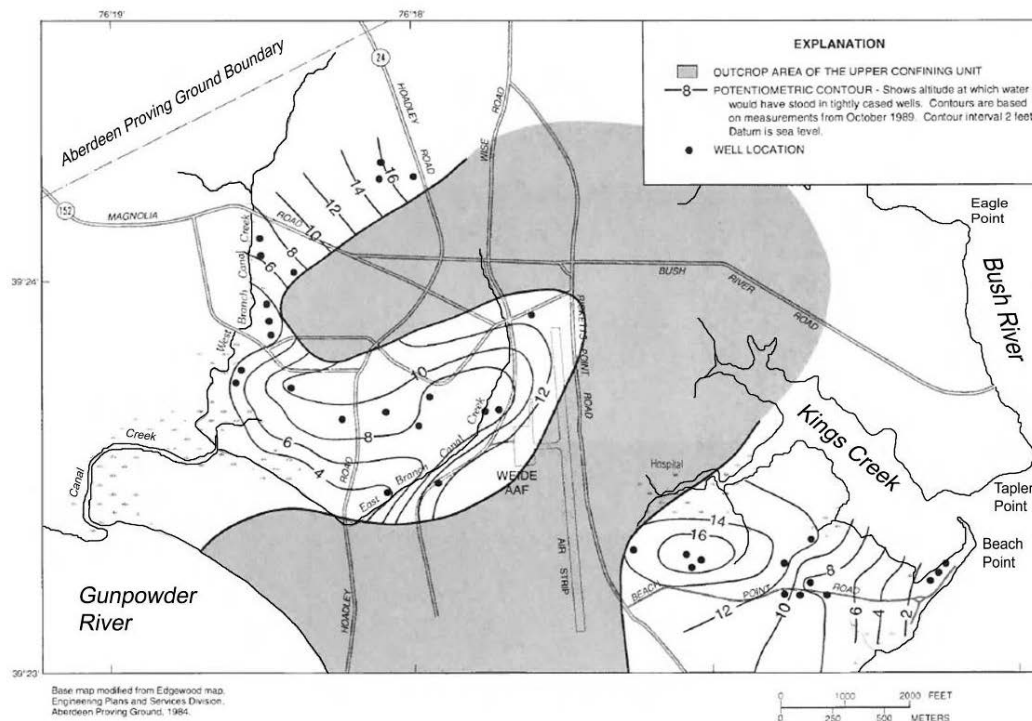 76°19'
76°18'
EXPLANATION
OUTCROP AREA OF THE UPPER CONFINING UNIT
8 POTENTIOMETRIC CONTOUR - Shows altitude at which water
would have stood in tightly cased wells. Contours are based
on measurements from October 1989. Contour interval 2 feet
Datum is sea level.
WELL LOCATION
Aberdeen Proving Ground Boundary
24
HOADLEY
ROAD
WISE
ROAD
152
MAGNOLIA
ROAD
16
14
12
10
8
6
West Branch Canal Creek
39°24'
BUSH
RIVER
ROAD
Eagle
Point
Bush River
RICKETTS POINT ROAD
10
12
8
6
4
ROAD
East Branch Canal Creek
WEIDE
AAF
AIR STRIP
HOADLEY
Canal
Creek
Gunpowder
River
Kings Creek
Hospital
Tapler
Point
Beach
Point
14
16
12
10
8
6
4
2
BEACH
POINT
ROAD
39°23'
Base map modified from Edgewood map,
Engineering Plans and Services Division,
Aberdeen Proving Ground, 1984.
0 1000 2000 FEET
0 250 500 METERS